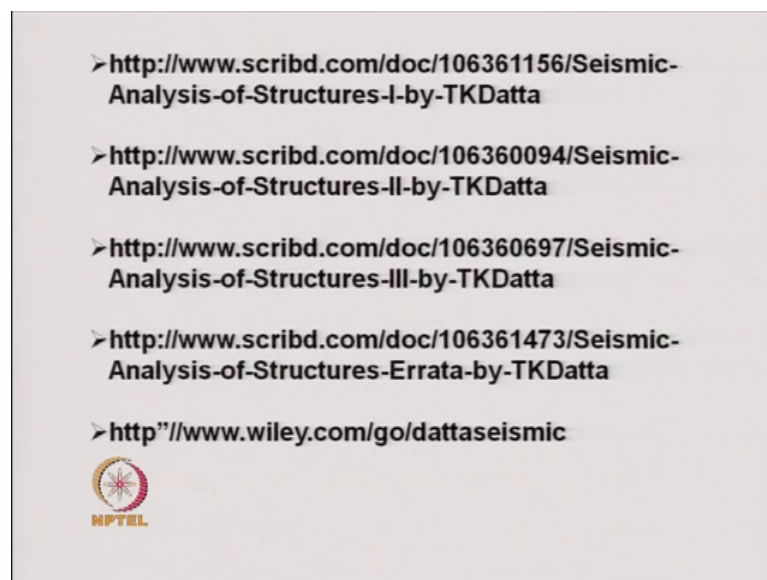 ➢http://www.scribd.com/doc/106361156/Seismic-
Analysis-of-Structures-I-by-TKDatta
➢http://www.scribd.com/doc/106360094/Seismic-
Analysis-of-Structures-II-by-TKDatta
➢http://www.scribd.com/doc/106360697/Seismic-
Analysis-of-Structures-III-by-TKDatta
➢http://www.scribd.com/doc/106361473/Seismic-
Analysis-of-Structures-Errata-by-TKDatta
➢http”//www.wiley.com/go/dattaseismic
NPTEL